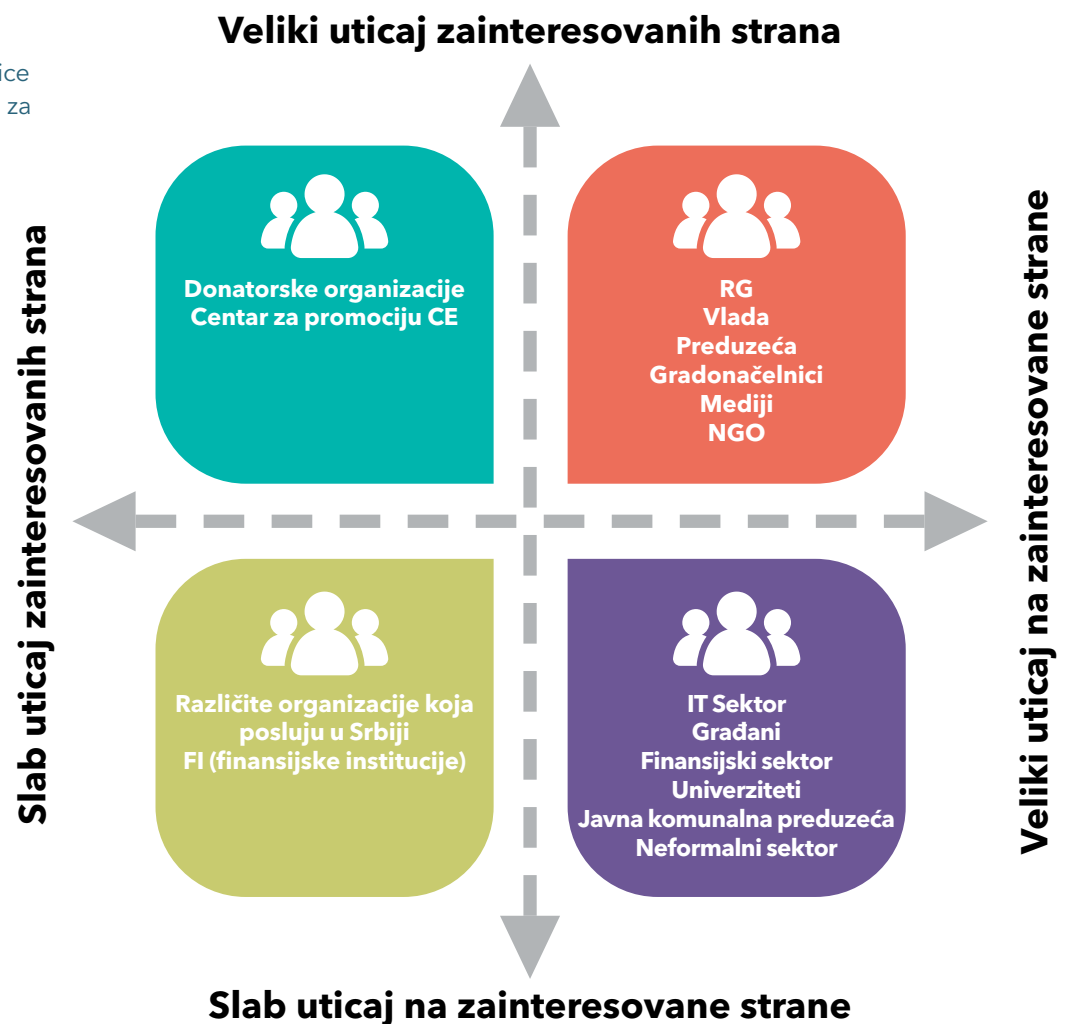 Veliki uticaj zainteresovanih strana
ice
za
Slab uticaj zainteresovanih strana
Donatorske organizacije
Centar za promociju CE
RG
Vlada
Preduzeća
Gradonačelnici
Mediji
NGO
Veliki uticaj na zainteresovane strane
Različite organizacije koja
posluju u Srbiji
FI (finansijske institucije)
IT Sektor
Građani
Finansijski sektor
Univerziteti
Javna komunalna preduzeća
Neformalni sektor
Slab uticaj na zainteresovane strane